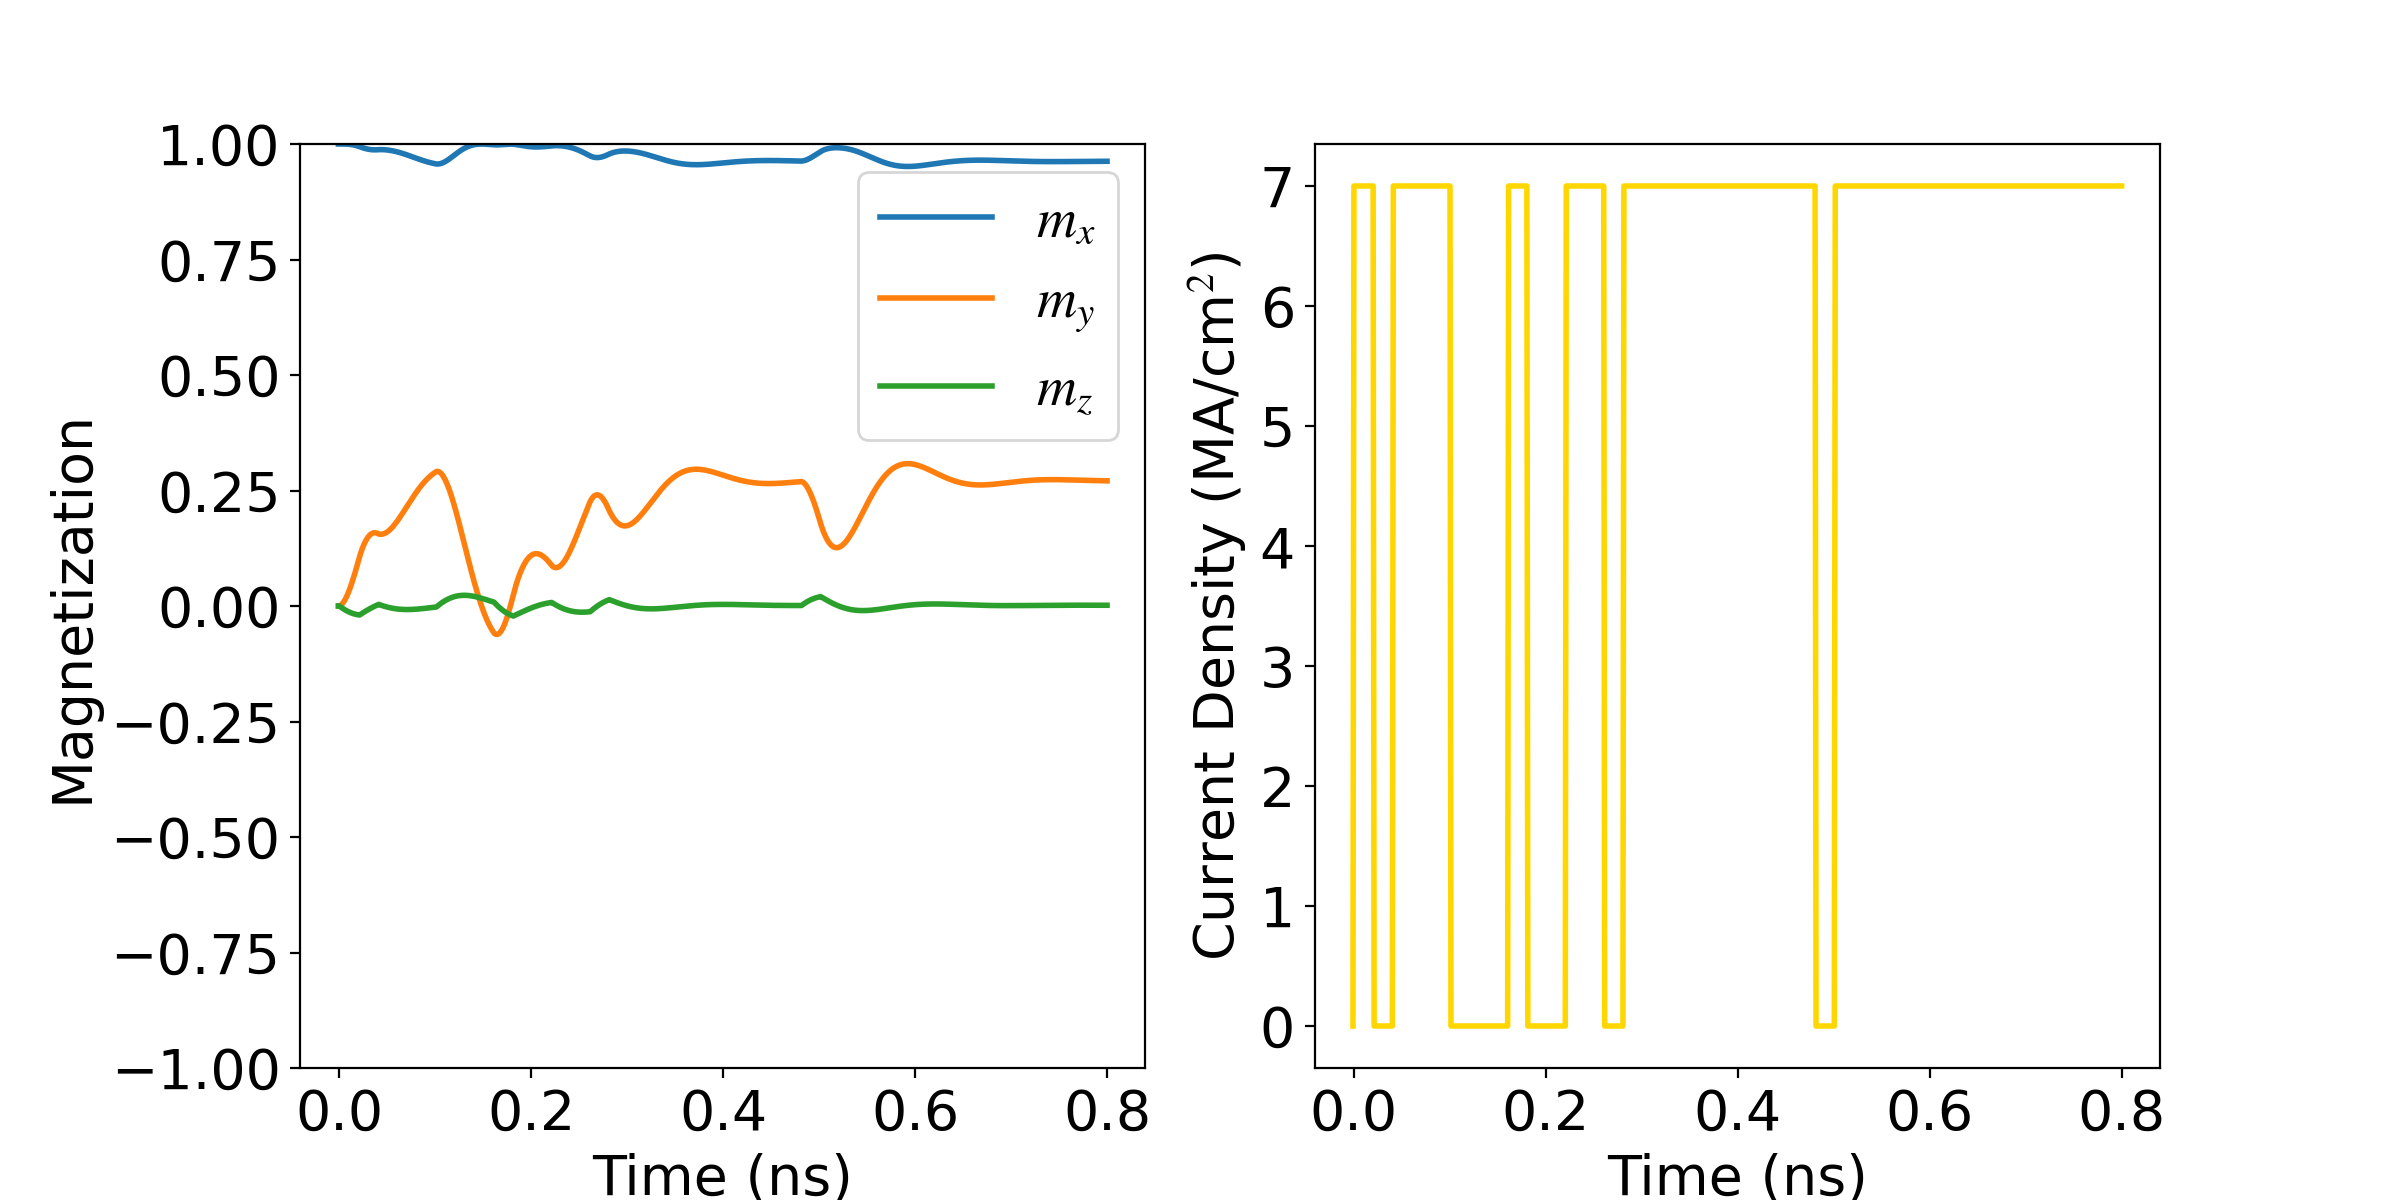 1.00
0.75
0.50
0.25
0.00
−0.25
−0.50
−0.75
−1.00
Magnetization
0.0 0.2 0.4 0.6 0.8
Time (ns)
m_x
m_y
m_z
7
6
5
4
3
2
1
0
Current Density (MA/cm²)
0.0 0.2 0.4 0.6 0.8
Time (ns)